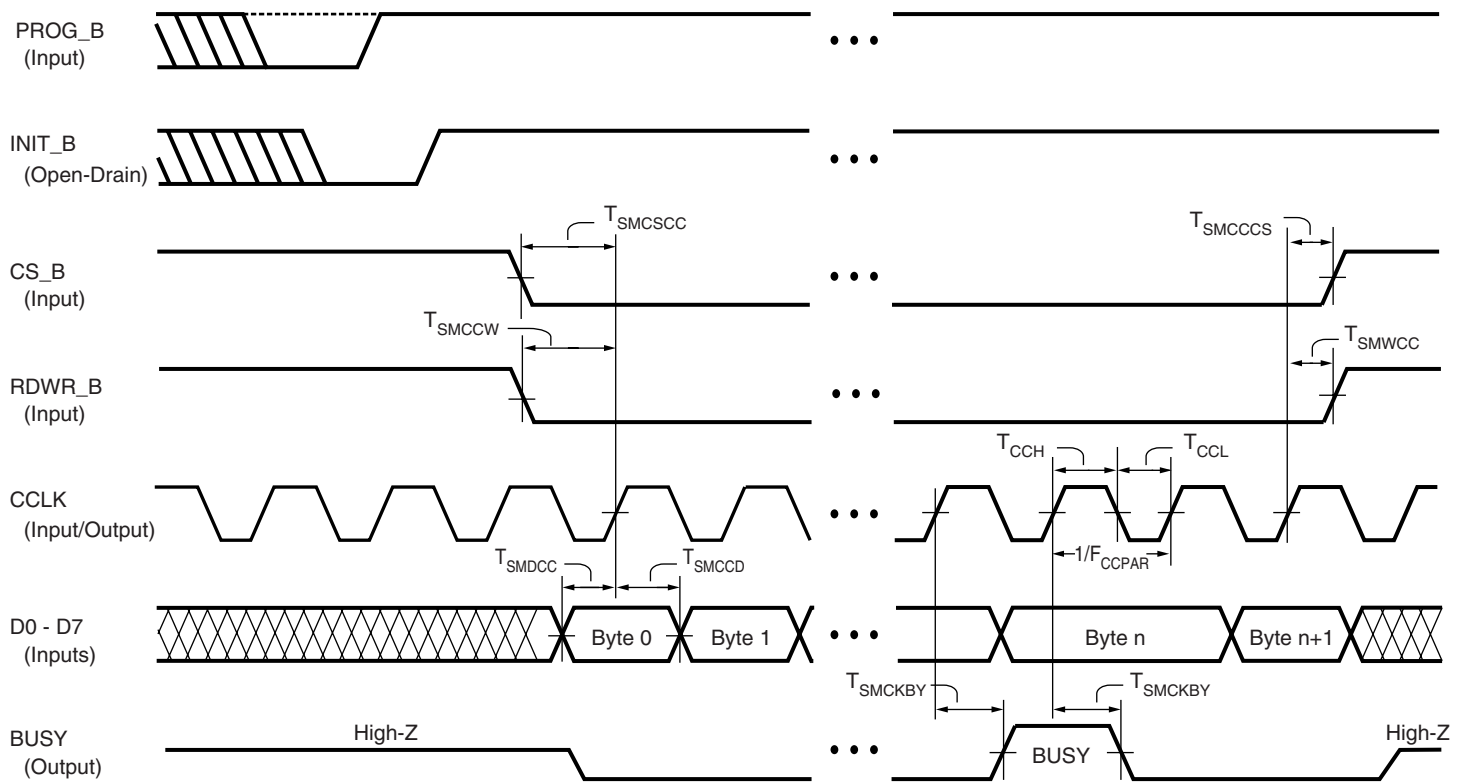 PROG_B
(Input)
INIT_B
(Open-Drain)
TSMCSCC
TSMCCCS
CS_B
(Input)
TSMCCW
TSMWCC
RDWR_B
(Input)
TCCH
TCCL
CCLK
(Input/Output)
1/FCCPAR
TSMDCC
TSMCCD
D0 - D7
(Inputs)
Byte 0
Byte 1
Byte n
Byte n+1
TSMCKBY
TSMCKBY
BUSY
(Output)
High-Z
BUSY
High-Z